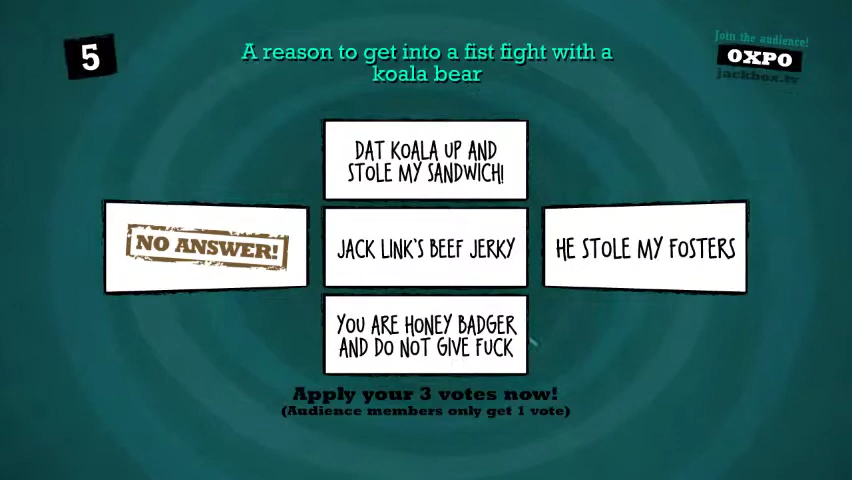 5
A reason to get into a fist fight with a
koala bear
Join the audience!
OXPO
jackbox.tv
DAT KOALA UP AND
STOLE MY SANDWICH!
NO ANSWER!
JACK LINK'S BEEF JERKY
HE STOLE MY FOSTERS
YOU ARE HONEY BADGER
AND DO NOT GIVE FUCK
Apply your 3 votes now!
(Audience members only get 1 vote)